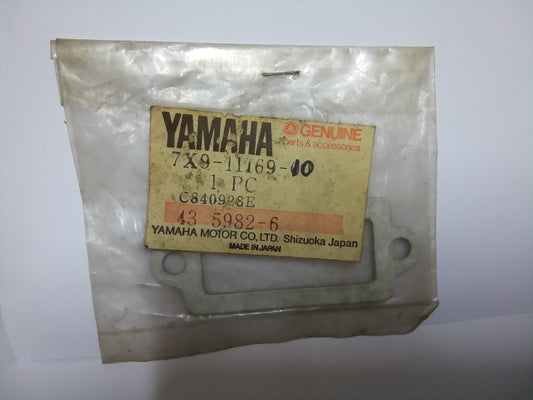 YAMAHA GENUINE
parts & accessories
7X9-11169-10
1 PC
C8409R8E
43 5982-6
YAMAHA MOTOR CO., LTD. Shizuoka Japan
MADE IN JAPAN